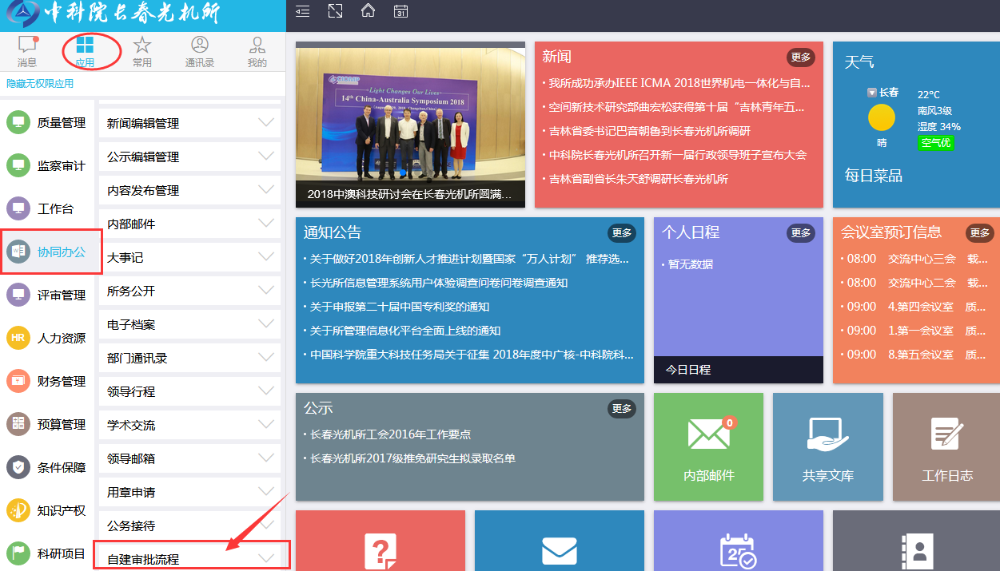 中科院长春光机所
消息
应用
常用
通讯录
我的
隐藏无权限应用
质量管理
监察审计
工作台
协同办公
评审管理
HR
人力资源
财务管理
预算管理
条件保障
知识产权
科研项目
新闻编辑管理
公示编辑管理
内容发布管理
内部邮件
大事记
所务公开
电子档案
部门通讯录
领导行程
学术交流
领导邮箱
用章申请
公务接待
自建审批流程
31
Light Changes Our Lives
14th China-Australia Symposium 2018
2018中澳科技研讨会在长春光机所圆满...
新闻
更多
· 我所成功承办IEEE ICMA 2018世界机电一体化与自...
· 空间新技术研究部曲宏松获得第十届“吉林青年五...
· 吉林省委书记巴音朝鲁到长春光机所调研
· 中科院长春光机所召开新一届行政领导班子宣布大会
· 吉林省副省长朱天舒调研长春光机所
天气
长春
晴
22°C
南风3级
湿度 34%
空气优
每日菜品
通知公告
更多
· 关于做好2018年创新人才推进计划暨国家“万人计划” 推荐选...
· 长光所信息管理系统用户体验调查问卷问卷调查通知
· 关于申报第二十届中国专利奖的通知
· 关于所管理信息化平台全面上线的通知
· 中国科学院重大科技任务局关于征集 2018年度中广核-中科院科...
个人日程
更多
· 暂无数据
今日日程
会议室预订信息
更多
· 08:00 交流中心三会 载...
· 08:00 交流中心二会 载...
· 09:00 4.第四会议室 质...
· 09:00 1.第一会议室 质...
· 09:00 8.第五会议室 质...
公示
更多
· 长春光机所工会2016年工作要点
· 长春光机所2017级推免研究生拟录取名单
0
内部邮件
共享文库
工作日志
?
25